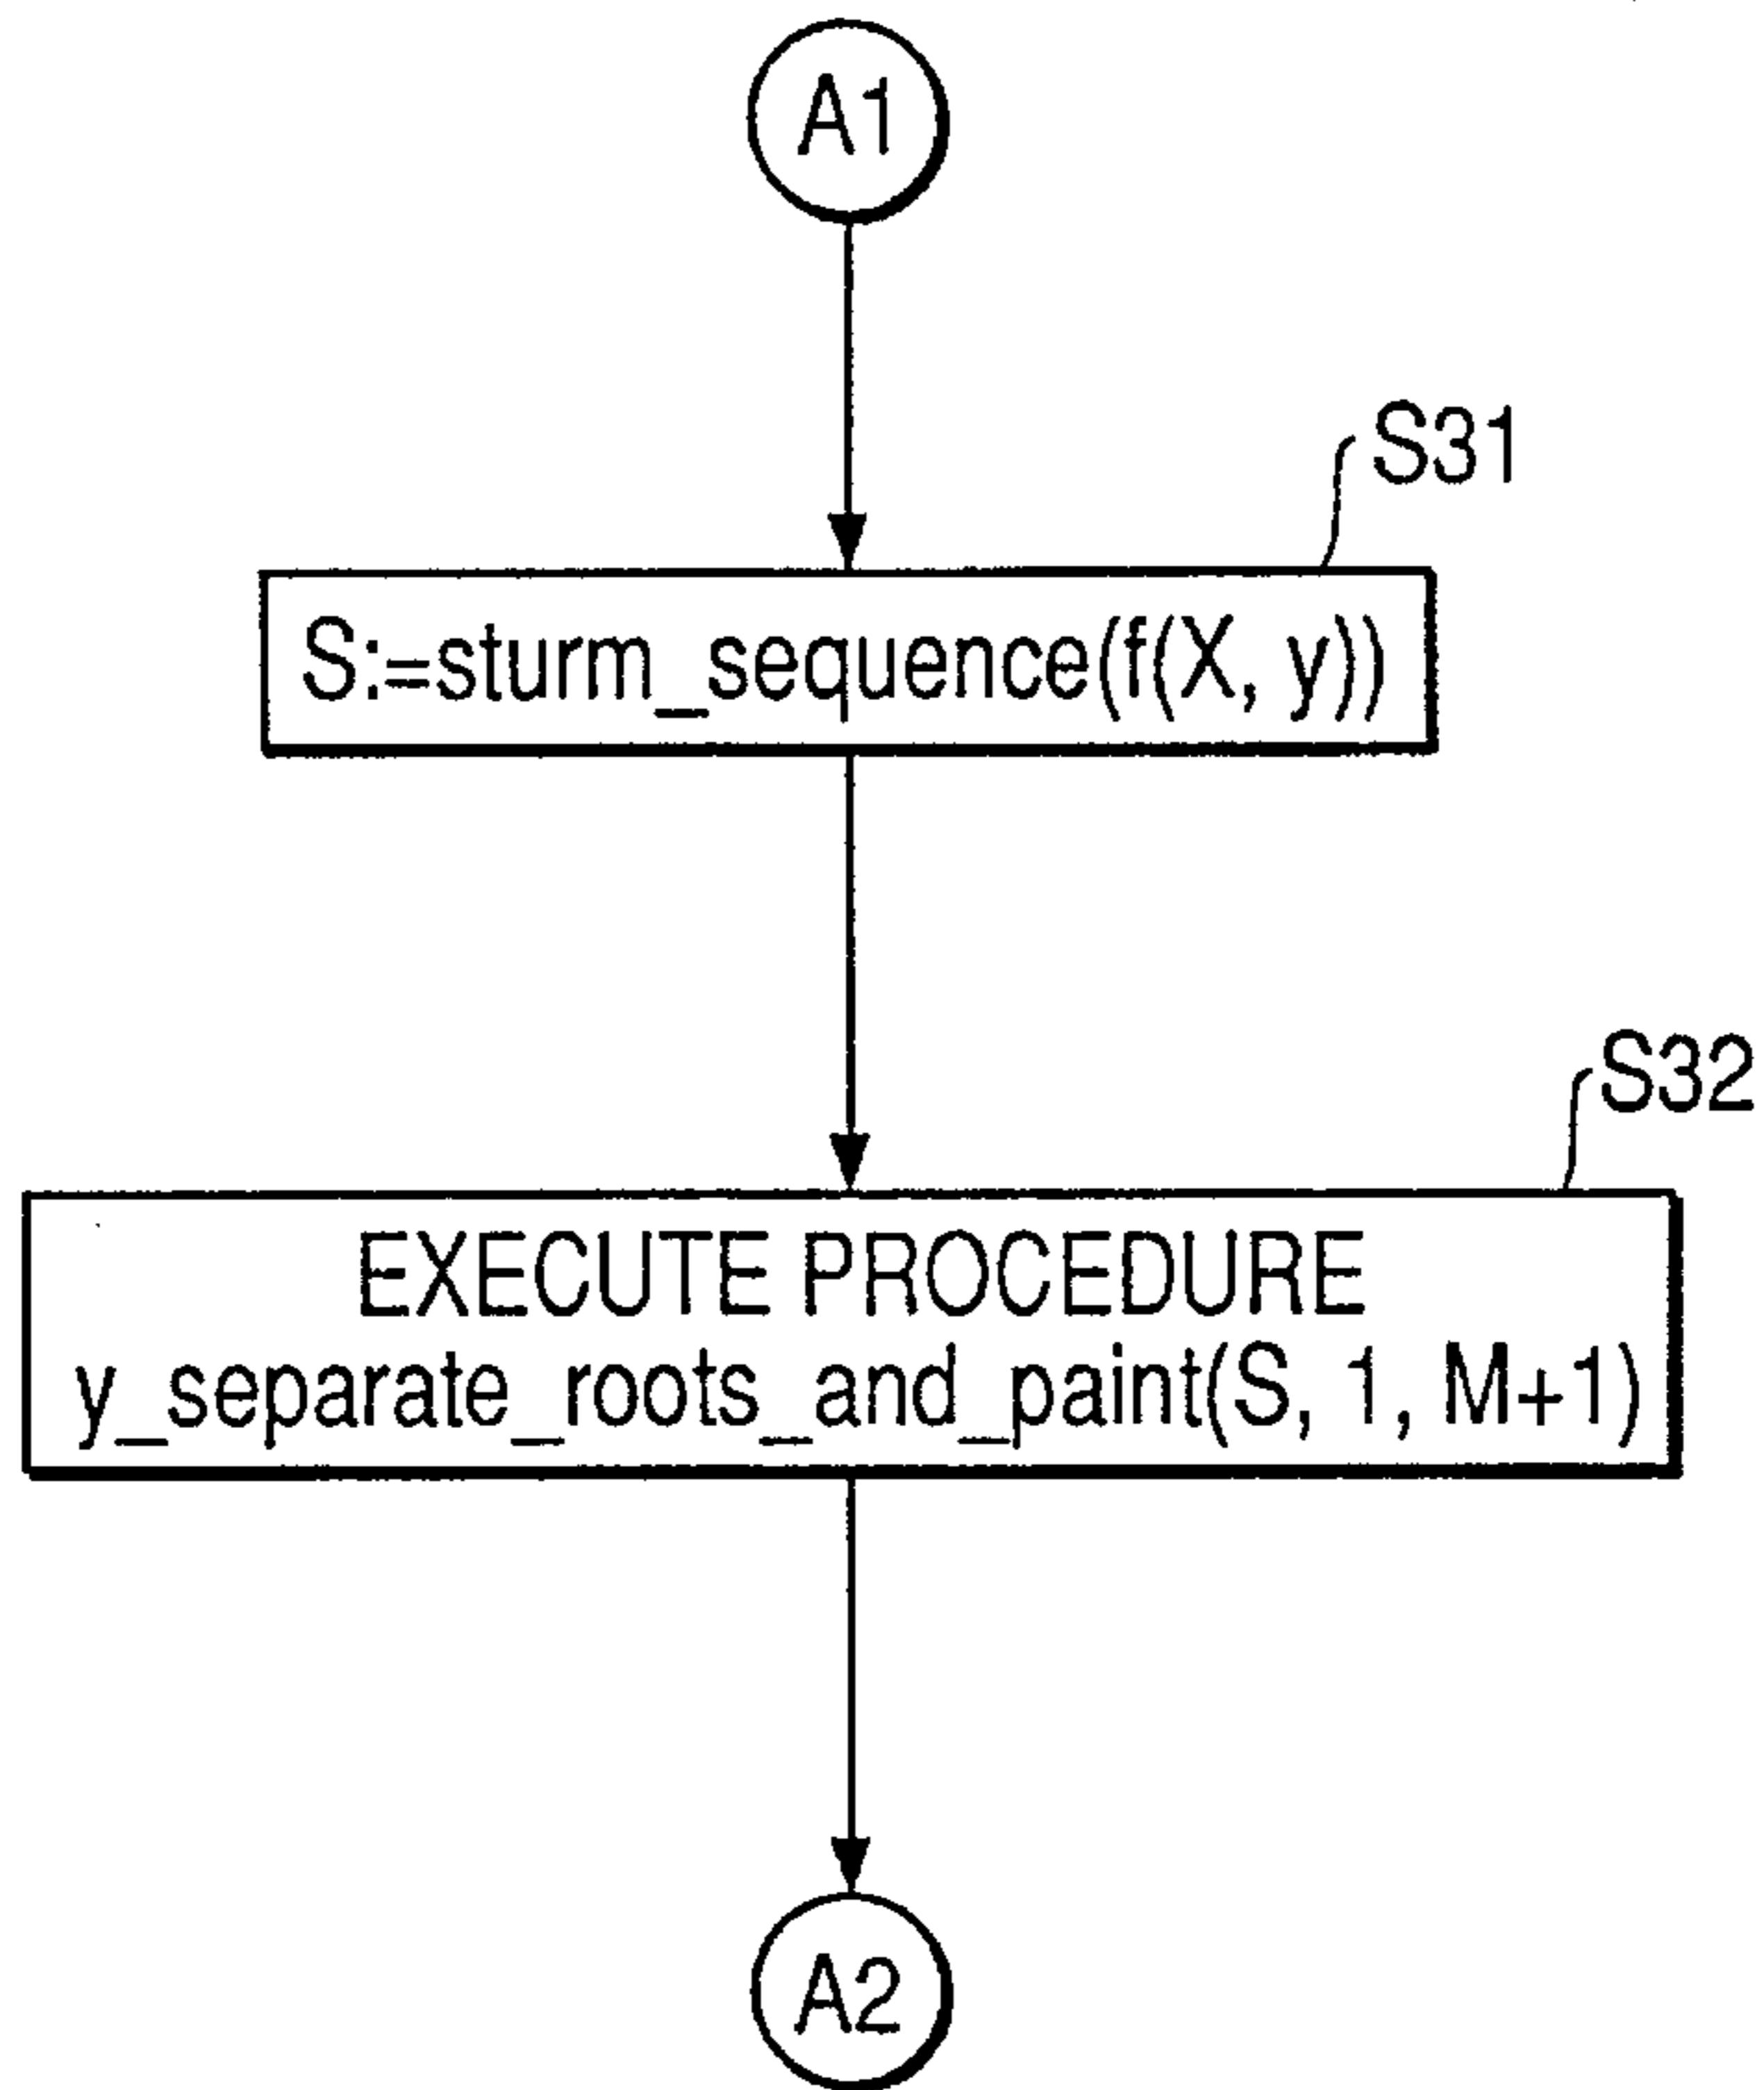 A1
S31
S:=sturm_sequence(f(X, y))
S32
EXECUTE PROCEDURE
y_separate_roots_and_paint(S, 1, M+1)
A2